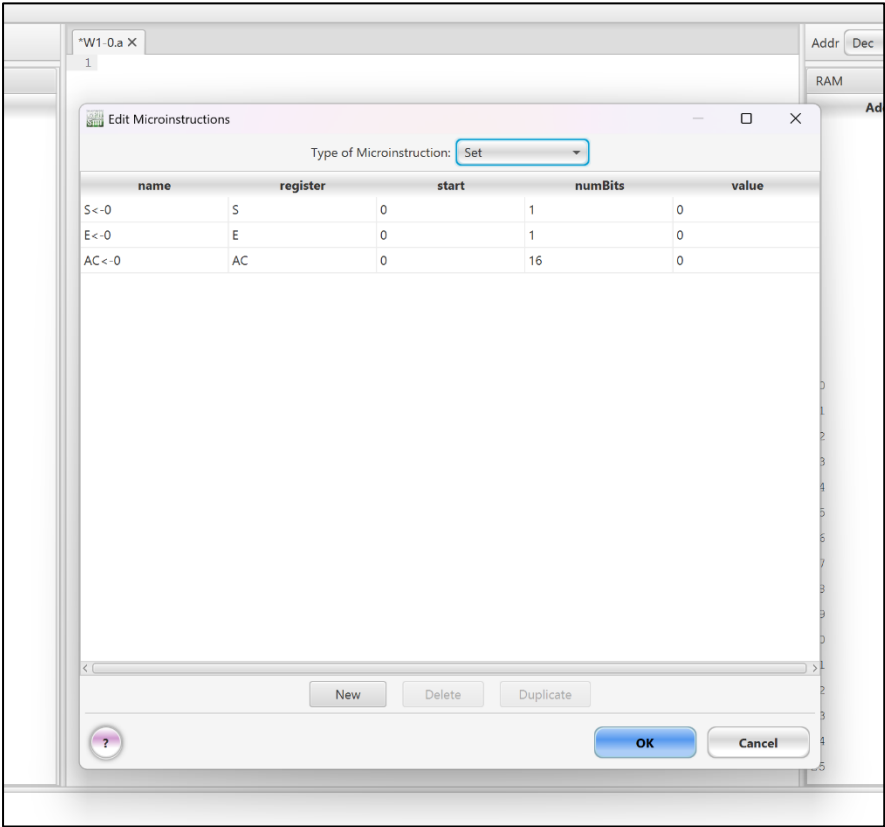 *W1-0.a ×
Addr Dec
1
RAM
Ad
Edit Microinstructions
Type of Microinstruction: Set
name register start numBits value
S<-0 S 0 1 0
E<-0 E 0 1 0
AC<-0 AC 0 16 0
New Delete Duplicate
? OK Cancel